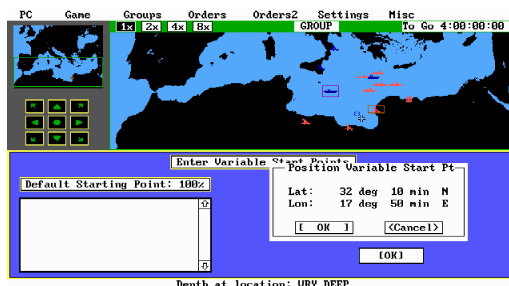 PC Game Groups Orders Orders2 Settings Misc
1x 2x 4x 8x GROUP To Go 4:00:00:00
Enter Variable Start Points
Default Starting Point: 100%
Position Variable Start Pt
Lat: 32 deg 10 min N
Lon: 17 deg 50 min E
[ OK ] <Cancel>
[OK]
Depth at location: VRY DEEP